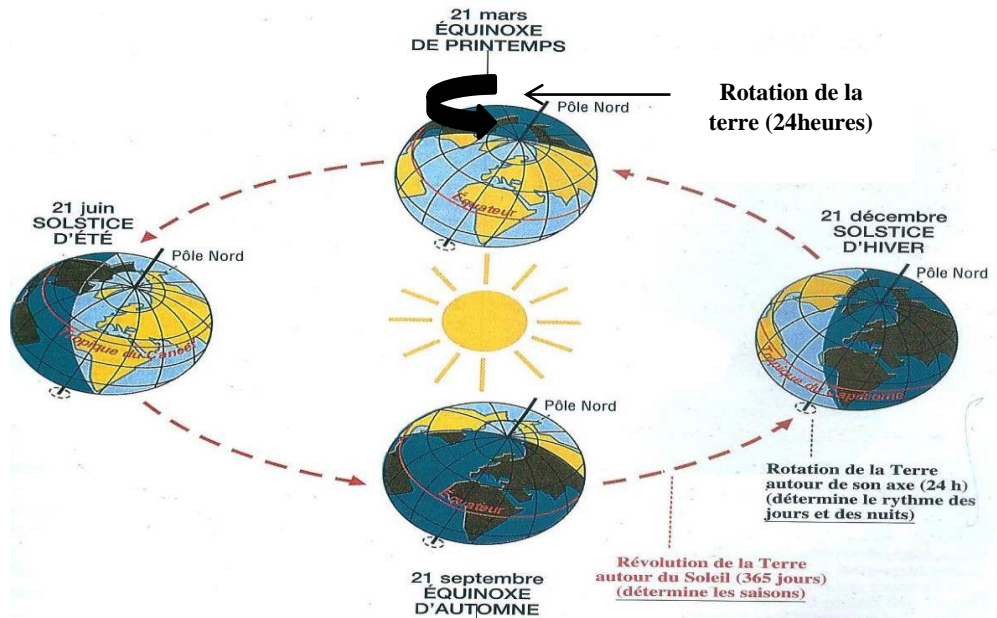 21 mars
ÉQUINOXE
DE PRINTEMPS
Rotation de la
terre (24heures)
Pôle Nord
Équateur
21 juin
SOLSTICE
D'ÉTÉ
Pôle Nord
Tropique du Cancer
21 décembre
SOLSTICE
D'HIVER
Pôle Nord
Tropique du Capricorne
Pôle Nord
Équateur
21 septembre
ÉQUINOXE
D'AUTOMNE
Rotation de la Terre
autour de son axe (24 h)
(détermine le rythme des
jours et des nuits)
Révolution de la Terre
autour du Soleil (365 jours)
(détermine les saisons)